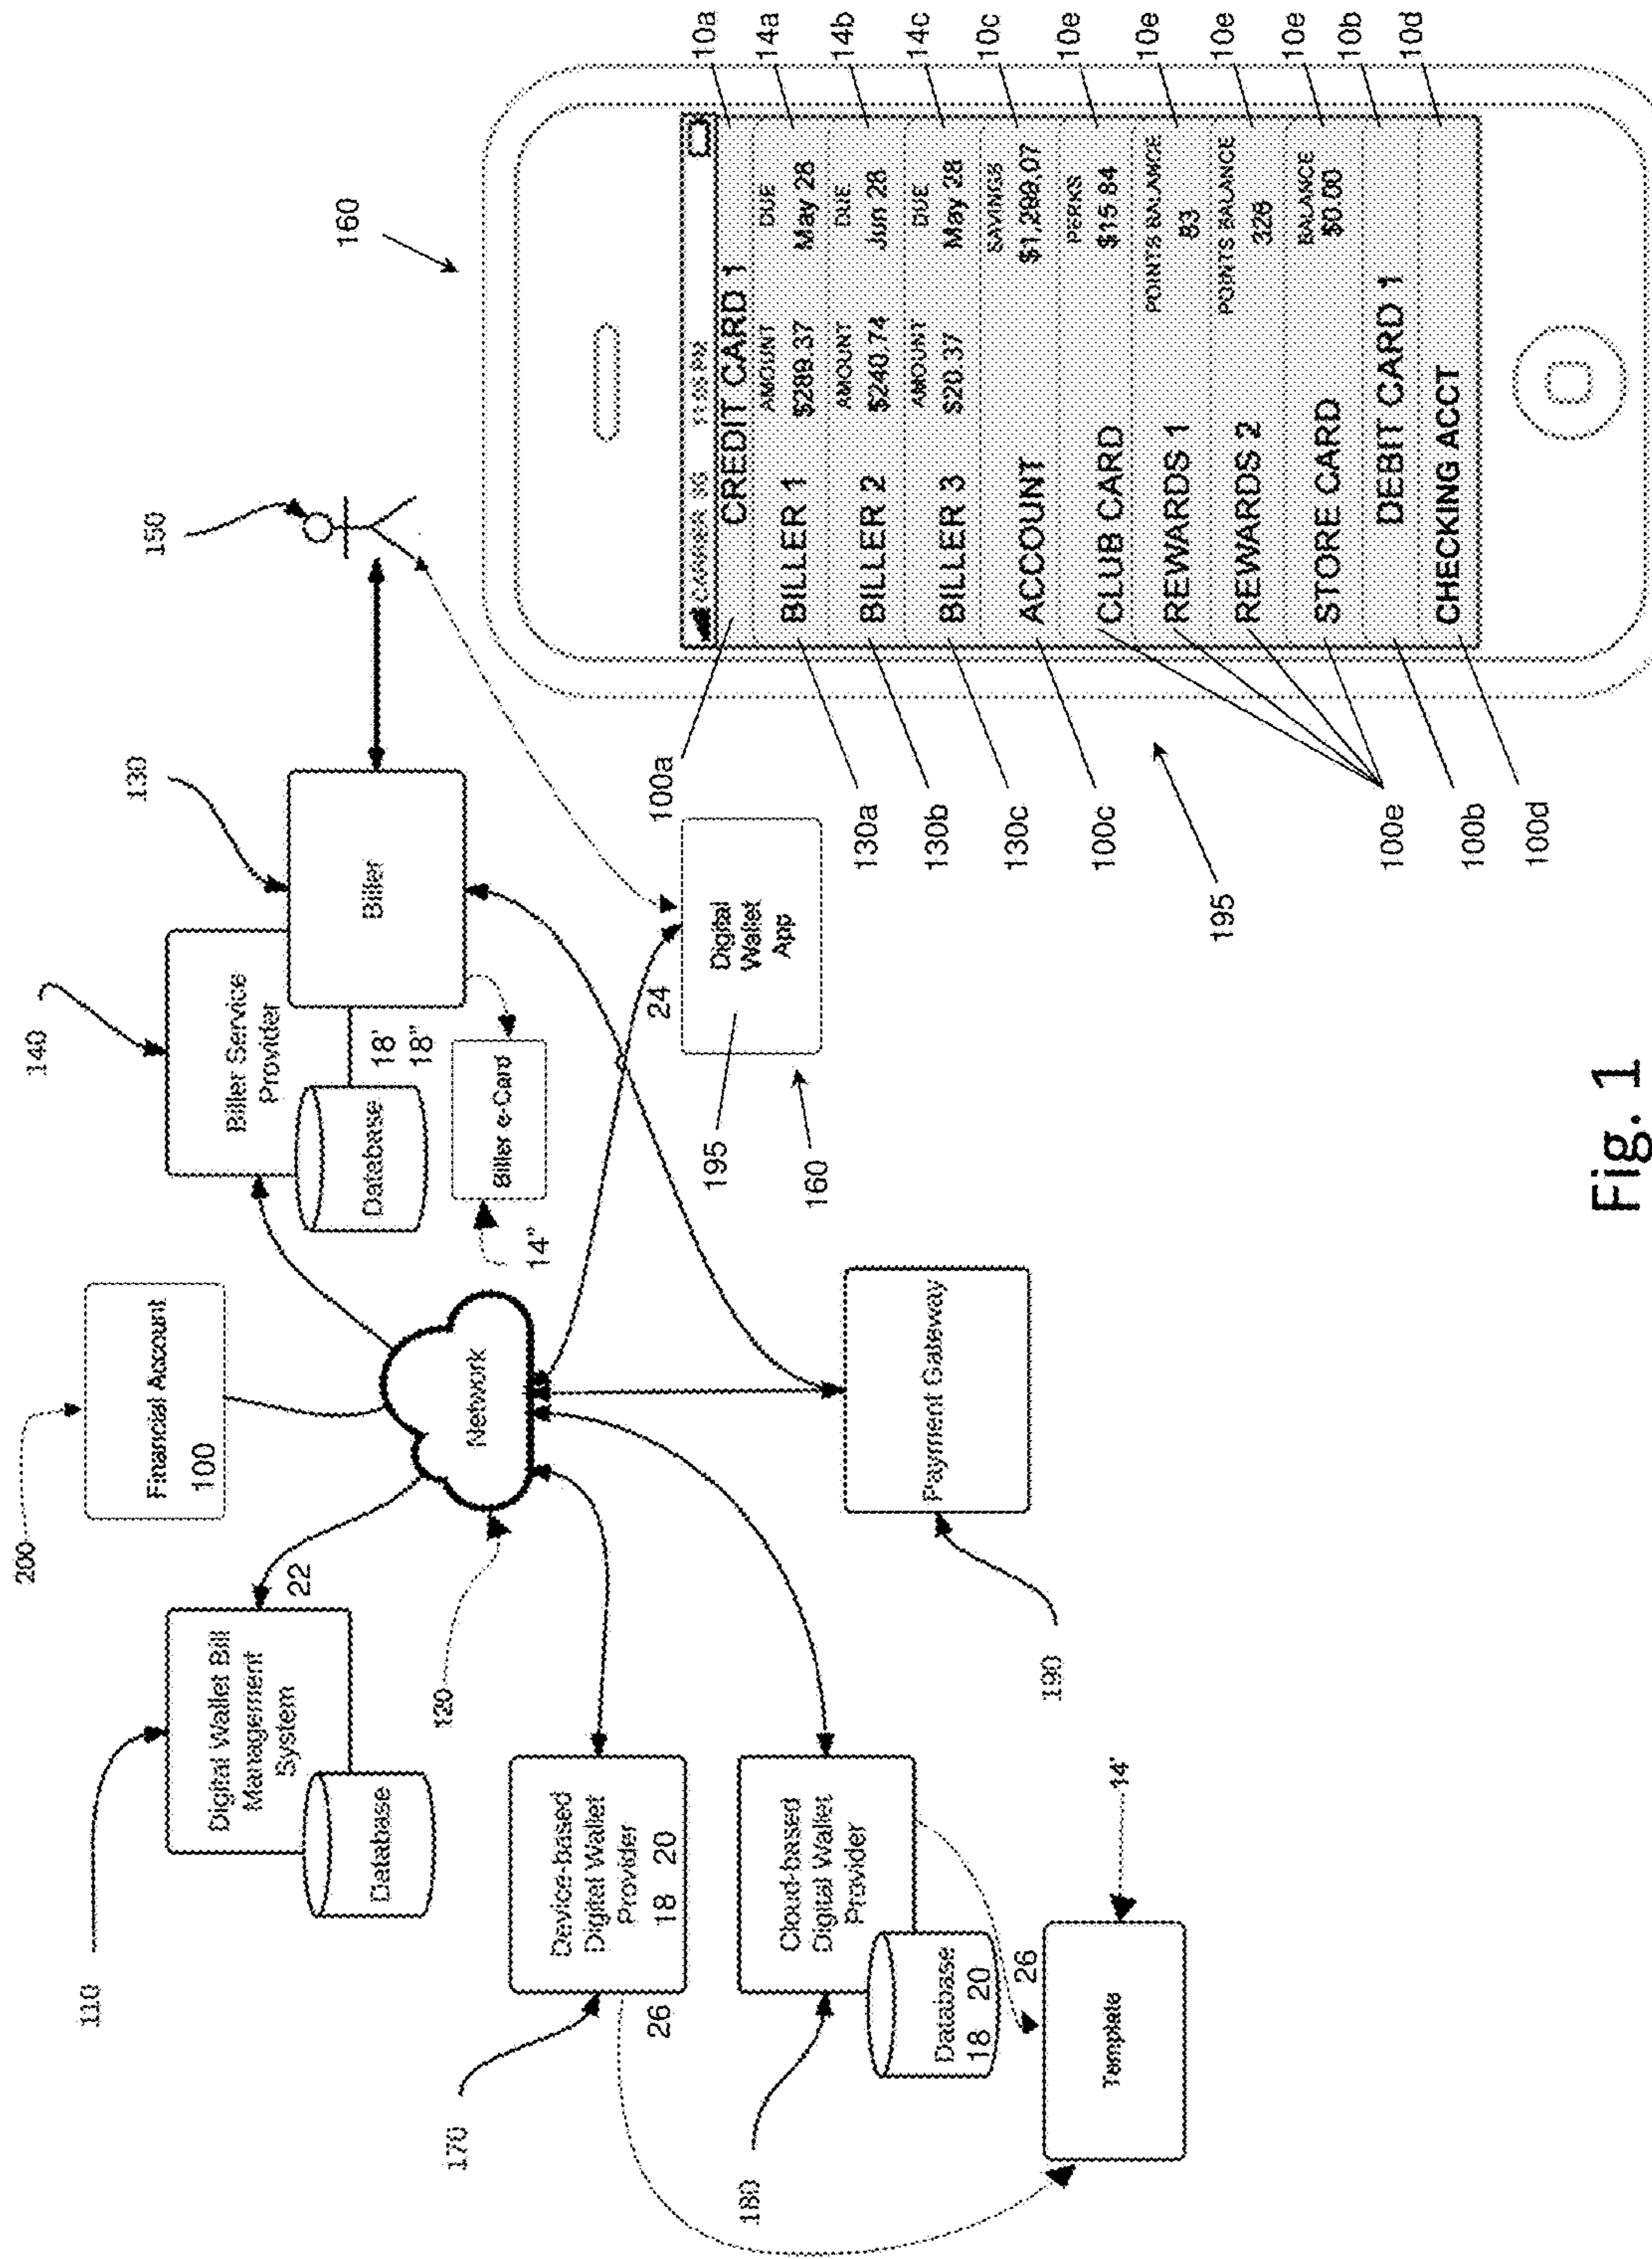 200
Financial Account
100
110
Digital Wallet Bill
Management
System
Database
22
140
Biller Service
Provider
Database
18'
18"
130
Biller
Biller e-Card
14"
150
120
Network
170
Device-based
Digital Wallet
Provider
18 20
26
180
Cloud-based
Digital Wallet
Provider
Database
18 20
26
Template
14'
190
Payment Gateway
24
Digital
Wallet
App
195
160
160
195
CARRIER 3G
CREDIT CARD 1
BILLER 1
AMOUNT
$289.37
DUE
May 28
BILLER 2
AMOUNT
$240.74
DUE
Jun 28
BILLER 3
AMOUNT
$20.37
DUE
May 28
ACCOUNT
SAVINGS
$1,299.07
CLUB CARD
PERKS
$15.84
REWARDS 1
POINTS BALANCE
83
REWARDS 2
POINTS BALANCE
326
STORE CARD
BALANCE
$0.00
DEBIT CARD 1
CHECKING ACCT
100a
130a
130b
130c
100c
100e
100b
100d
10a
14a
14b
14c
10c
10e
10e
10e
10e
10b
10d
Fig. 1